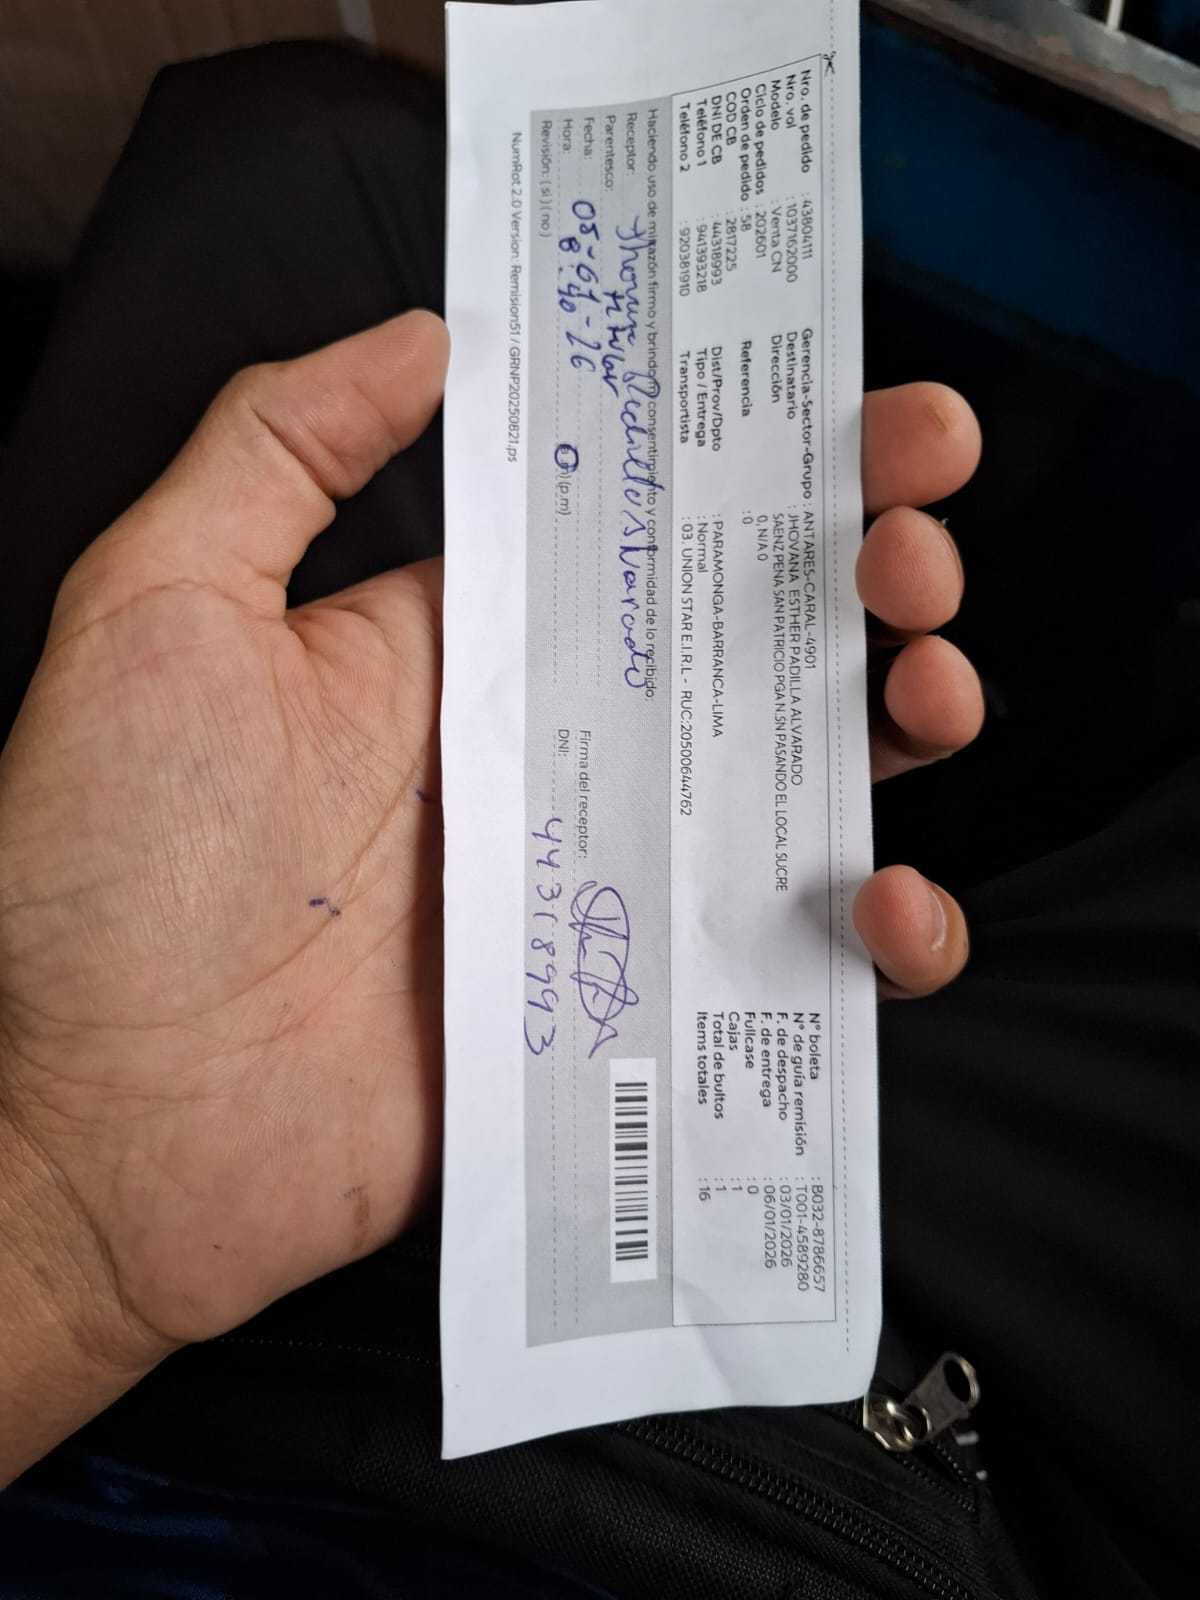 Nro. de pedido : 43804111
Nro. vol : 1037162000
Modelo : Venta CN
Ciclo de pedidos : 202601
Orden de pedido : 58
COD CB : 2817225
DNI DE CB : 44318993
Teléfono 1 : 941393218
Teléfono 2 : 920381910
Gerencia-Sector-Grupo : ANTARES-CARAL-4901
Destinatario : JHOVANA ESTHER PADILLA ALVARADO
Dirección SAENZ PENA SAN PATRICIO PGA N.SN PASANDO EL LOCAL SUCRE
0, N/A 0
Referencia : 0
Dist/Prov/Dpto : PARAMONGA-BARRANCA-LIMA
Tipo / Entrega : Normal
Transportista : 03. UNION STAR E.I.R.L - RUC:20500644762
N° boleta : B032-8786657
N° de guía remisión : T001-4589280
F. de despacho : 03/01/2026
F. de entrega : 06/01/2026
Fullcase : 0
Cajas : 1
Total de bultos : 1
Items totales : 16
Haciendo uso de mi razón firmo y brindo mi consentimiento y conformidad de lo recibido:
Receptor:
Parentesco: titular
Fecha: 05-01-26
Hora: 8:40 (a.m) (p.m)
Revisión: ( si ) ( no )
Firma del receptor:
DNI: 44318993
NumRot 2.0 Version: Remision51 / GRNP20250821.ps